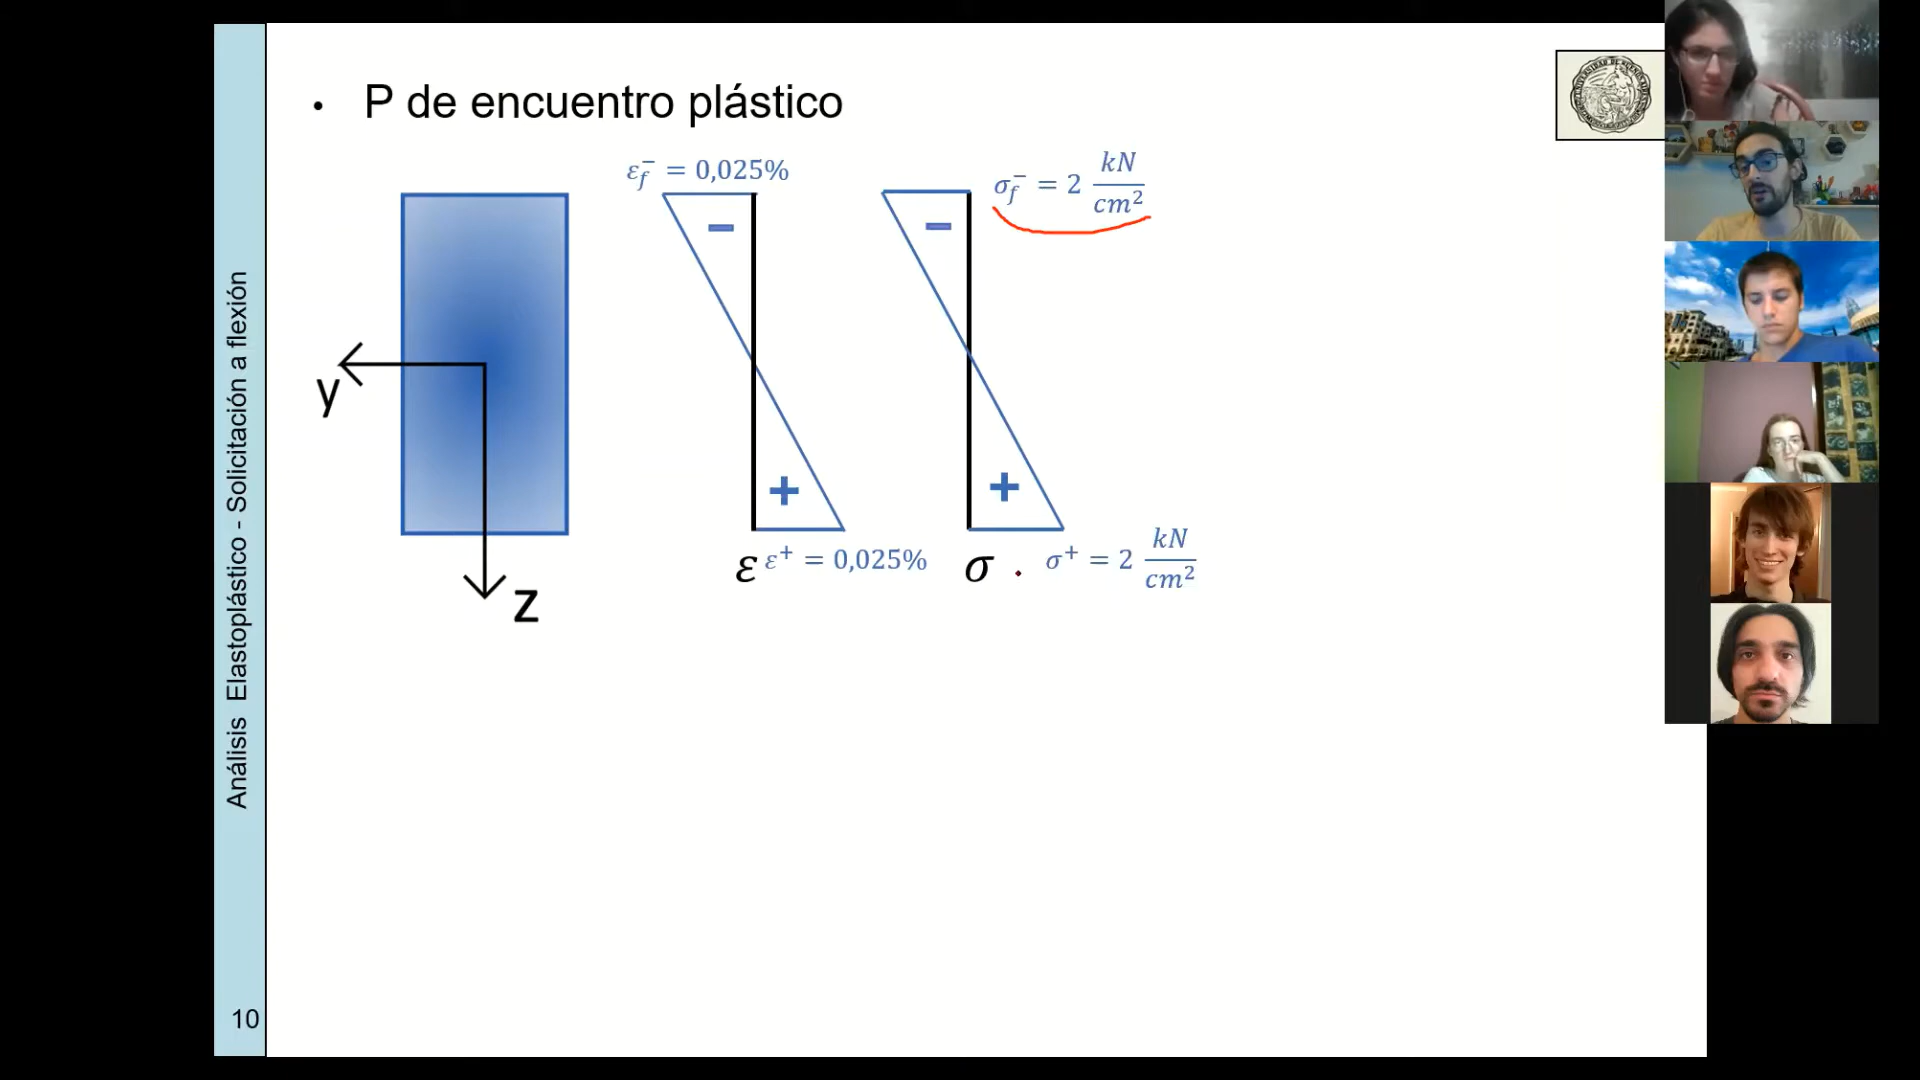 Análisis Elastoplástico - Solicitación a flexión
10
• P de encuentro plástico
ε_f^- = 0,025%
σ_f^- = 2 kN/cm²
−
−
y
z
+
+
ε
ε^+ = 0,025%
σ
σ^+ = 2 kN/cm²